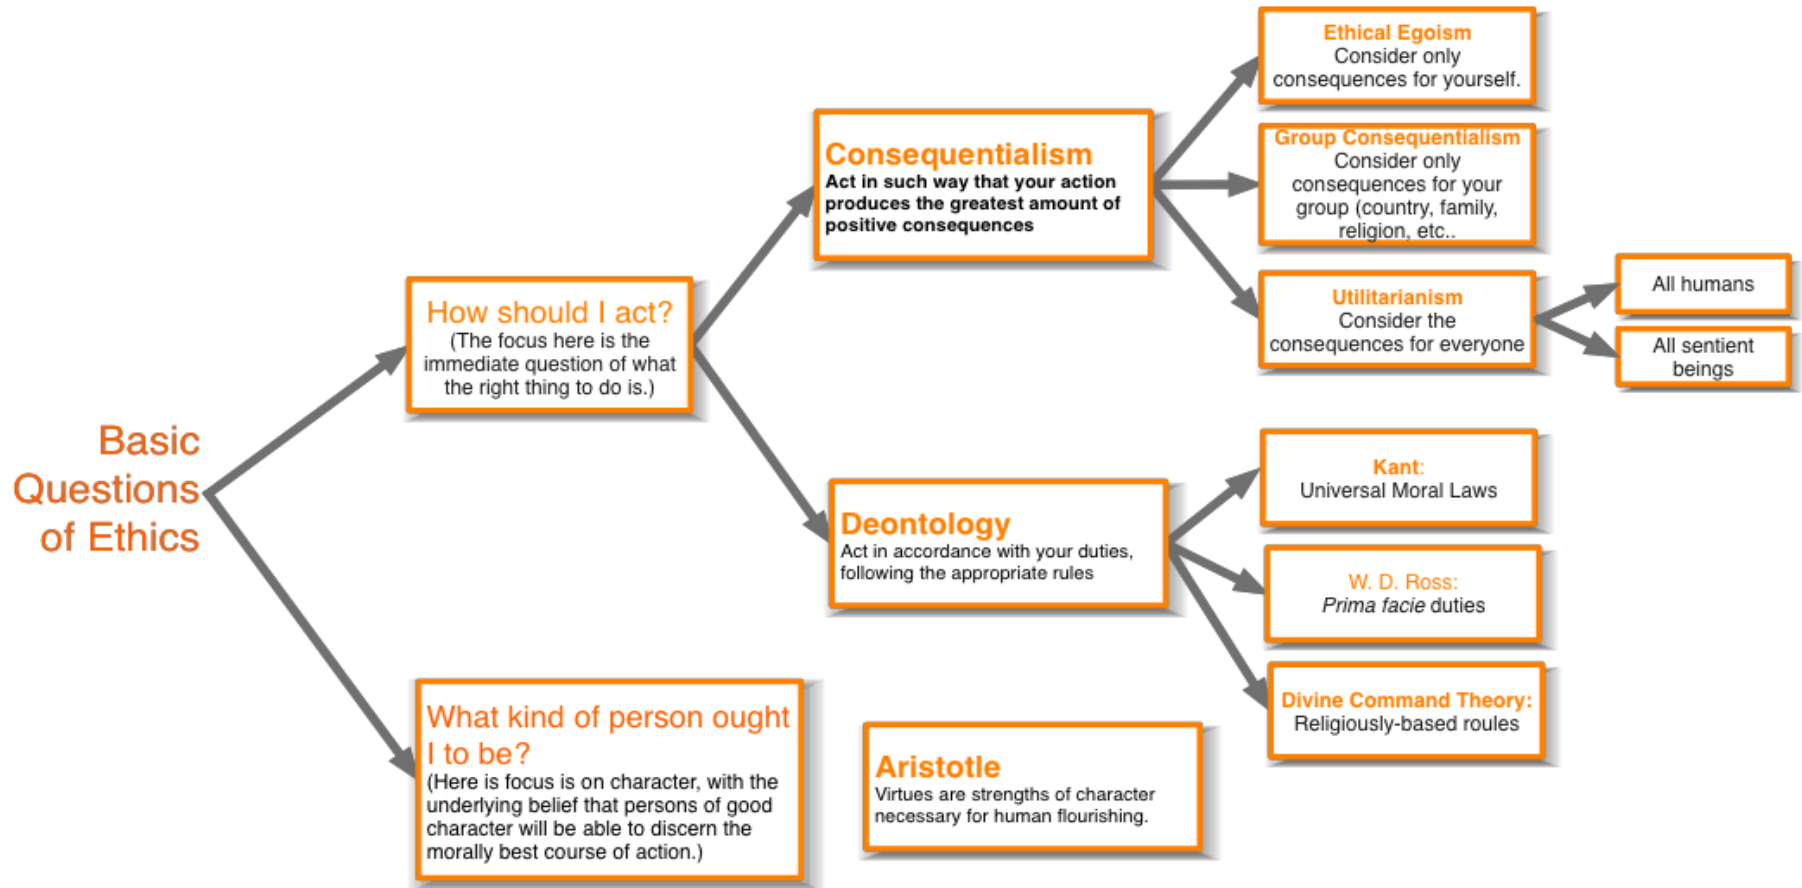 Basic
Questions
of Ethics
How should I act?
(The focus here is the
immediate question of what
the right thing to do is.)
Consequentialism
Act in such way that your action
produces the greatest amount of
positive consequences
Ethical Egoism
Consider only
consequences for yourself.
Group Consequentialism
Consider only
consequences for your
group (country, family,
religion, etc..
Utilitarianism
Consider the
consequences for everyone
All humans
All sentient
beings
Deontology
Act in accordance with your duties,
following the appropriate rules
Kant:
Universal Moral Laws
W. D. Ross:
Prima facie duties
Divine Command Theory:
Religiously-based roules
What kind of person ought
I to be?
(Here is focus is on character, with the
underlying belief that persons of good
character will be able to discern the
morally best course of action.)
Aristotle
Virtues are strengths of character
necessary for human flourishing.